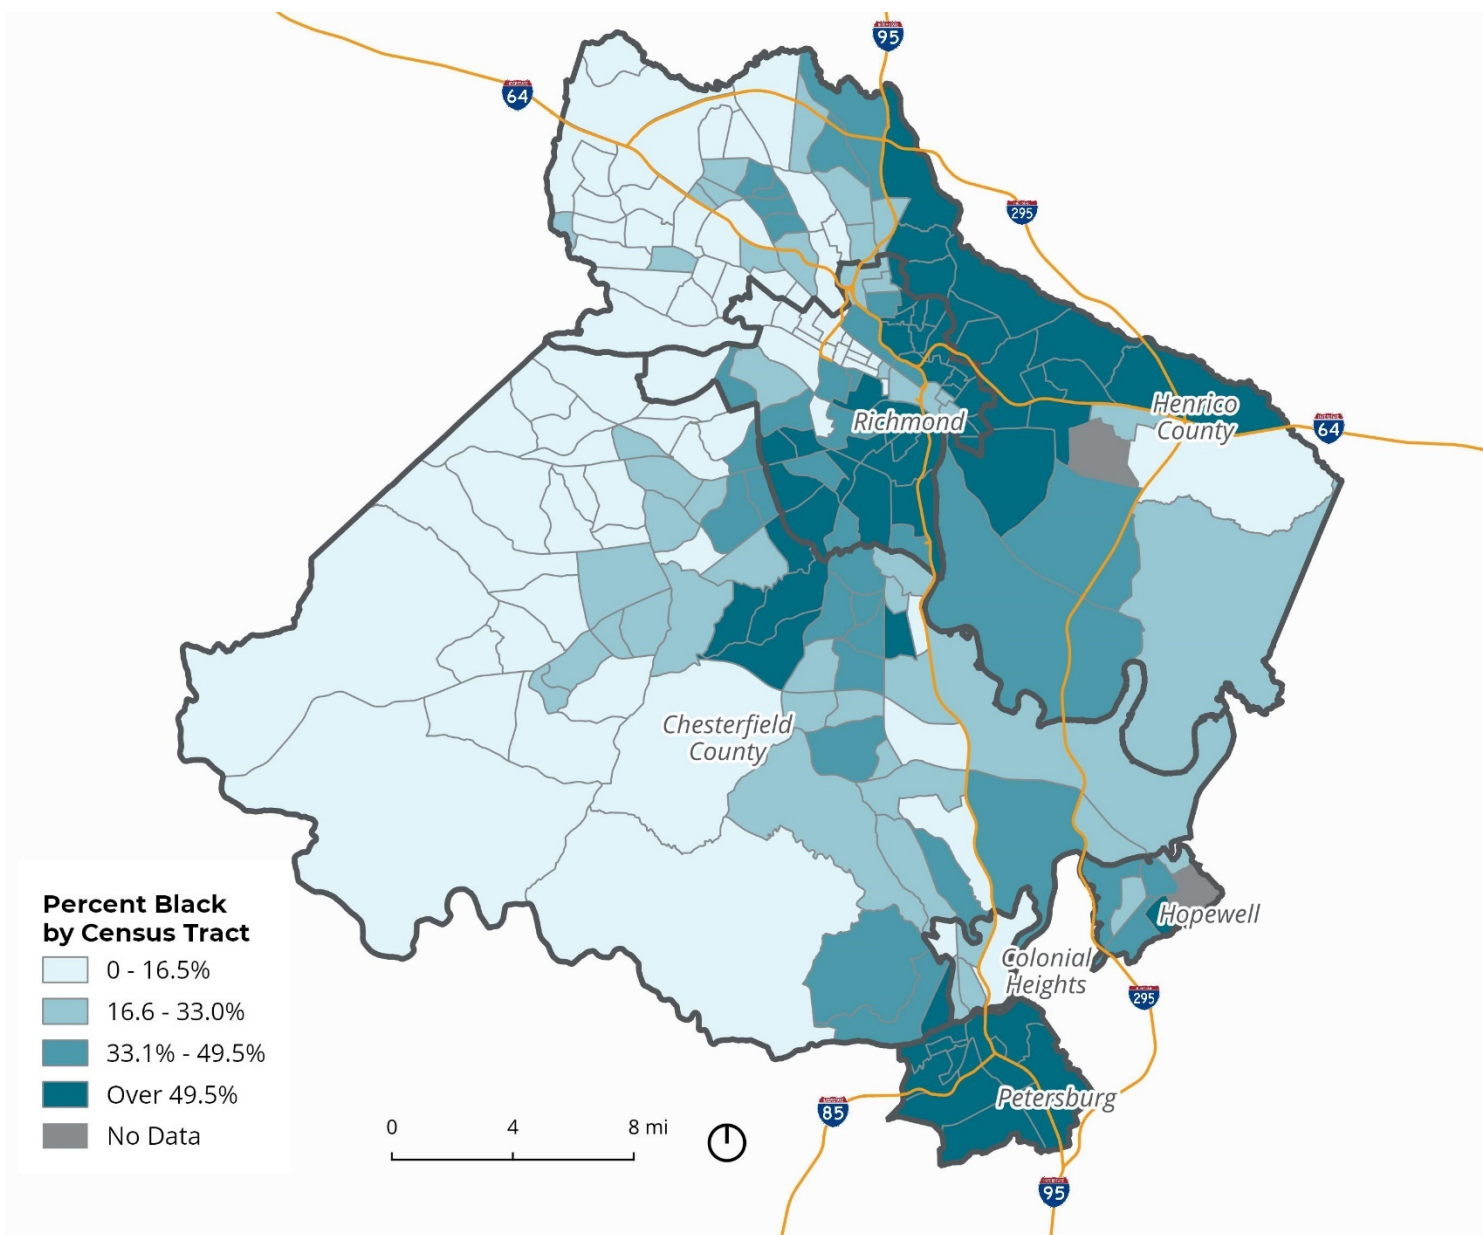 95
64
295
Henrico
County
64
Richmond
Chesterfield
County
Hopewell
Colonial
Heights
295
Petersburg
85
95
Percent Black
by Census Tract
0 - 16.5%
16.6 - 33.0%
33.1% - 49.5%
Over 49.5%
No Data
0 4 8 mi